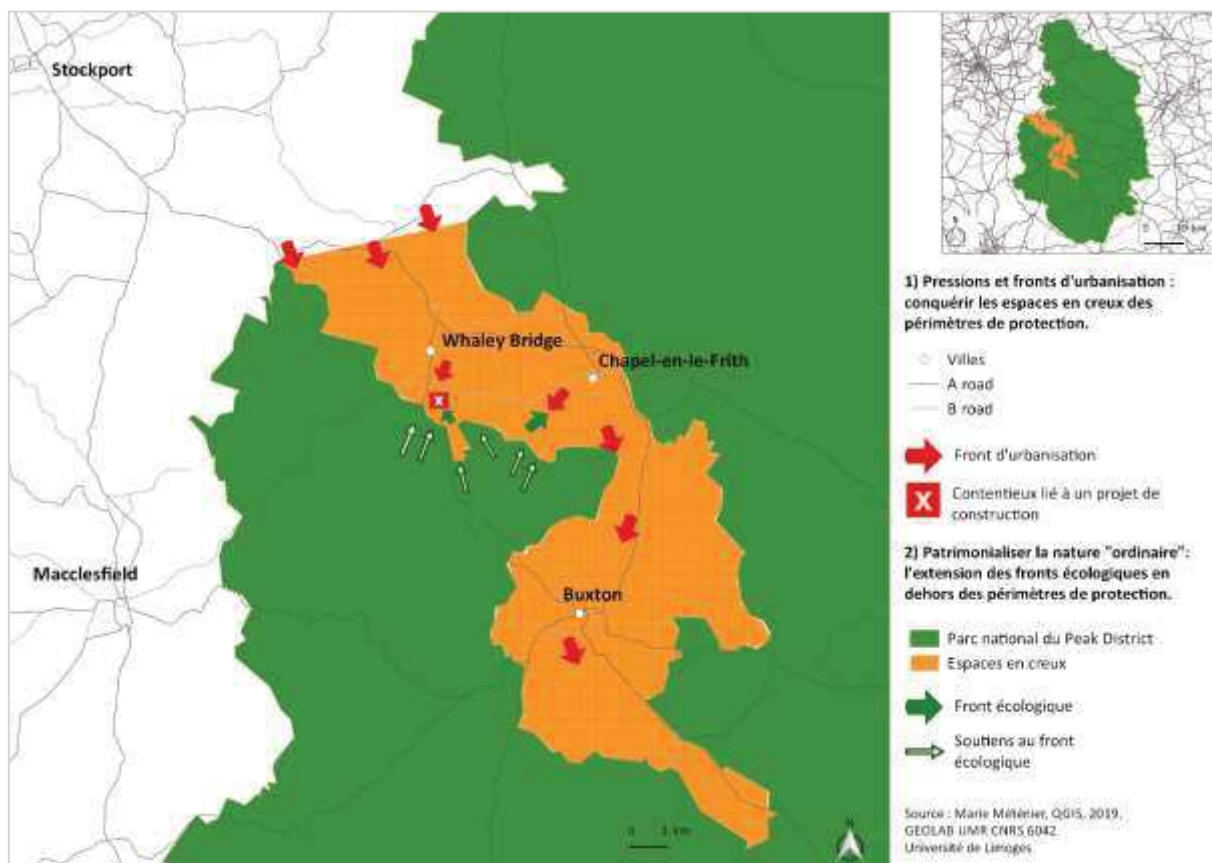 Stockport
Whaley Bridge
Chapel-en-le-Frith
X
Macclesfield
Buxton
N
N
0
1) Pressions et fronts d'urbanisation :
conquérir les espaces en creux des
périmètres de protection.
Villes
A road
B road
Front d'urbanisation
X
Contentieux lié à un projet de
construction
2) Patrimonialiser la nature "ordinaire":
l'extension des fronts écologiques en
dehors des périmètres de protection.
Parc national du Peak District
Espaces en creux
Front écologique
Soutiens au front
écologique
Source : Marie Méténier, QGIS, 2019.
GEOLAB UMR CNRS 6042
Université de Limoges
0 km